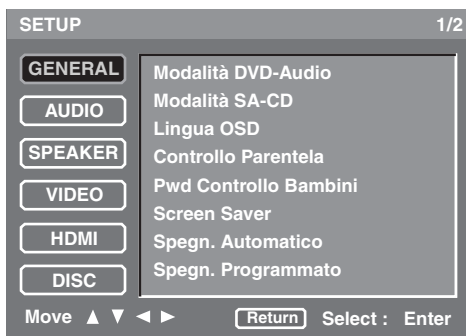 SETUP 1/2
GENERAL
AUDIO
SPEAKER
VIDEO
HDMI
DISC
Modalità DVD-Audio
Modalità SA-CD
Lingua OSD
Controllo Parentela
Pwd Controllo Bambini
Screen Saver
Spegn. Automatico
Spegn. Programmato
Move ▲ ▼ ◄ ► Return Select : Enter